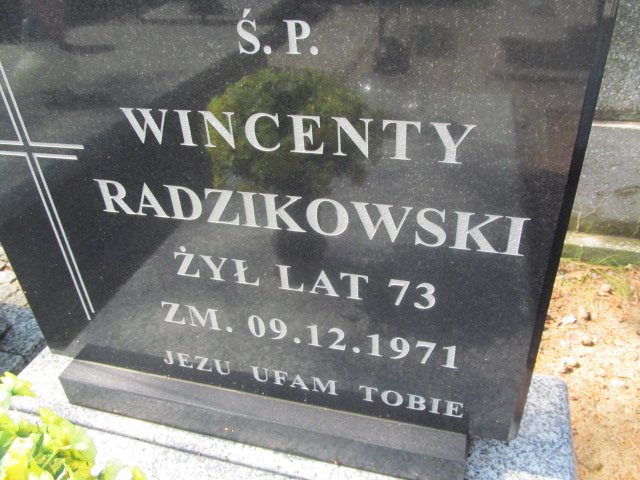 Ś.P.
WINCENTY
RADZIKOWSKI
ŻYŁ LAT 73
ZM. 09.12.1971
JEZU UFAM TOBIE